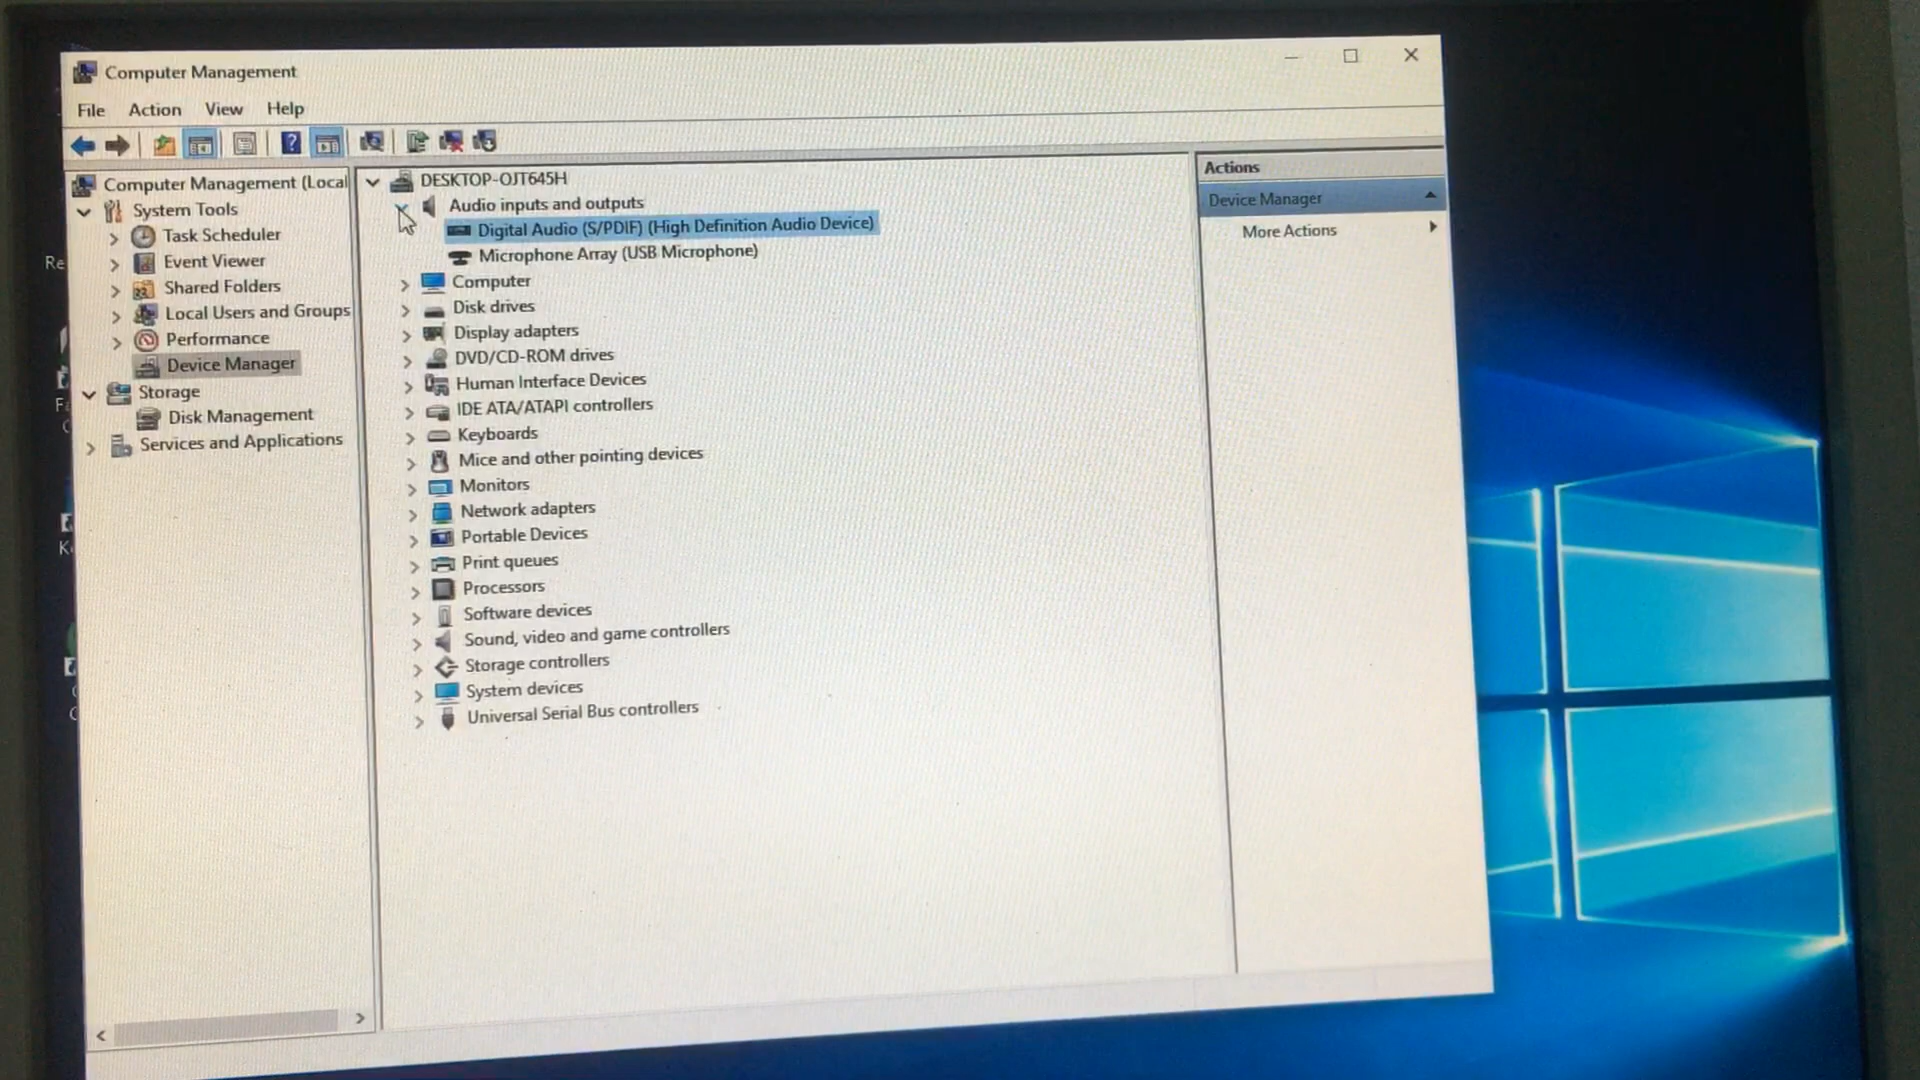 Computer Management
File Action View Help
Computer Management (Local
System Tools
Task Scheduler
Event Viewer
Shared Folders
Local Users and Groups
Performance
Device Manager
Storage
Disk Management
Services and Applications
DESKTOP-OJT645H
Audio inputs and outputs
Digital Audio (S/PDIF) (High Definition Audio Device)
Microphone Array (USB Microphone)
Computer
Disk drives
Display adapters
DVD/CD-ROM drives
Human Interface Devices
IDE ATA/ATAPI controllers
Keyboards
Mice and other pointing devices
Monitors
Network adapters
Portable Devices
Print queues
Processors
Software devices
Sound, video and game controllers
Storage controllers
System devices
Universal Serial Bus controllers
Actions
Device Manager
More Actions
Re